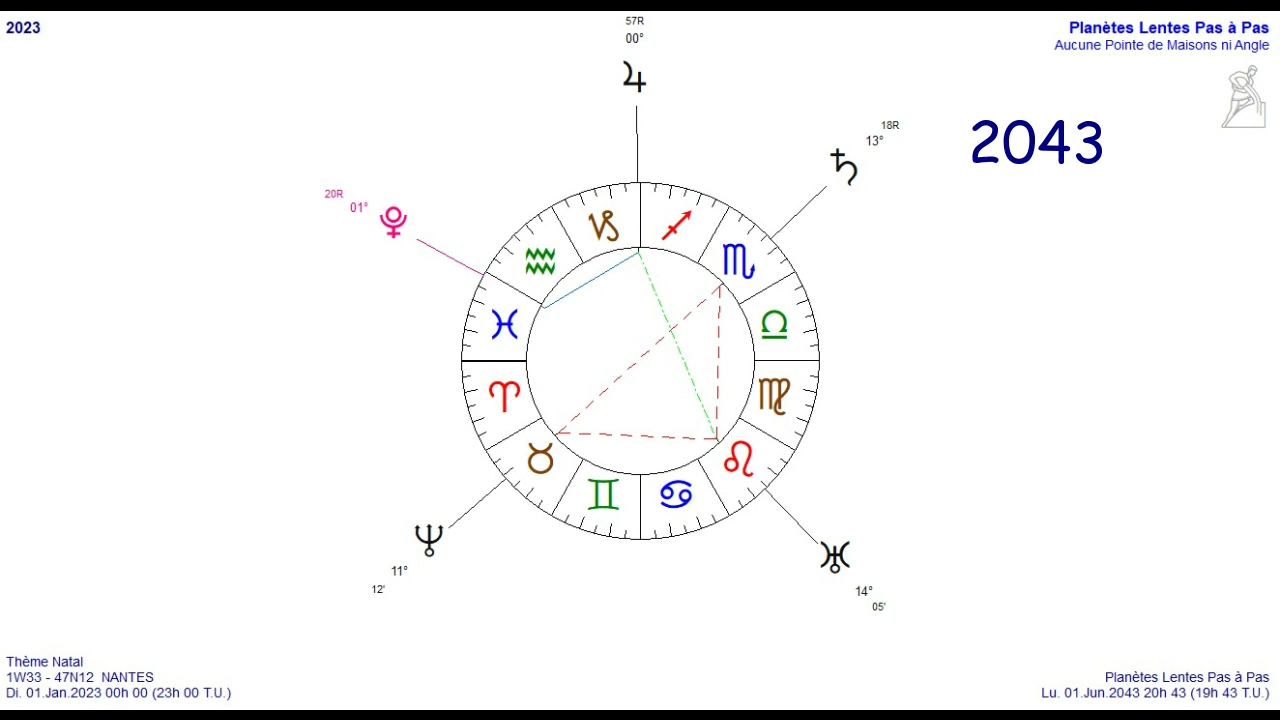 2023
Planètes Lentes Pas à Pas
Aucune Pointe de Maisons ni Angle
57R
00°
2043
18R
13°
20R
01°
11°
12'
14°
05'
Thème Natal
1W33 - 47N12 NANTES
Di. 01.Jan.2023 00h 00 (23h 00 T.U.)
Planètes Lentes Pas à Pas
Lu. 01.Jun.2043 20h 43 (19h 43 T.U.)